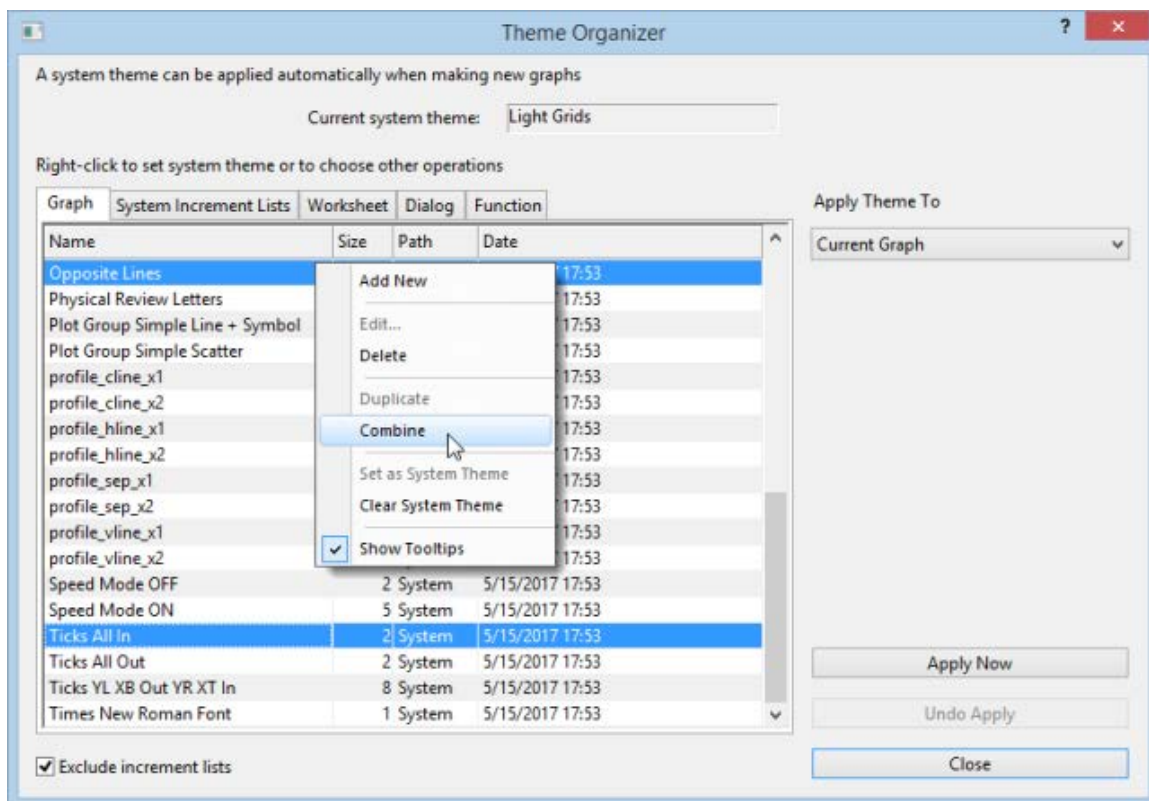 Theme Organizer
?
A system theme can be applied automatically when making new graphs
Current system theme: Light Grids
Right-click to set system theme or to choose other operations
Graph System Increment Lists Worksheet Dialog Function
Apply Theme To
Name Size Path Date
Current Graph
Opposite Lines 17:53
Physical Review Letters 17:53
Plot Group Simple Line + Symbol 17:53
Plot Group Simple Scatter 17:53
profile_cline_x1 17:53
profile_cline_x2 17:53
profile_hline_x1 17:53
profile_hline_x2 17:53
profile_sep_x1 17:53
profile_sep_x2 17:53
profile_vline_x1 17:53
profile_vline_x2 17:53
Speed Mode OFF 2 System 5/15/2017 17:53
Speed Mode ON 5 System 5/15/2017 17:53
Ticks All In 2 System 5/15/2017 17:53
Ticks All Out 2 System 5/15/2017 17:53
Ticks YL XB Out YR XT In 8 System 5/15/2017 17:53
Times New Roman Font 1 System 5/15/2017 17:53
Add New
Edit...
Delete
Duplicate
Combine
Set as System Theme
Clear System Theme
Show Tooltips
Apply Now
Undo Apply
Close
Exclude increment lists